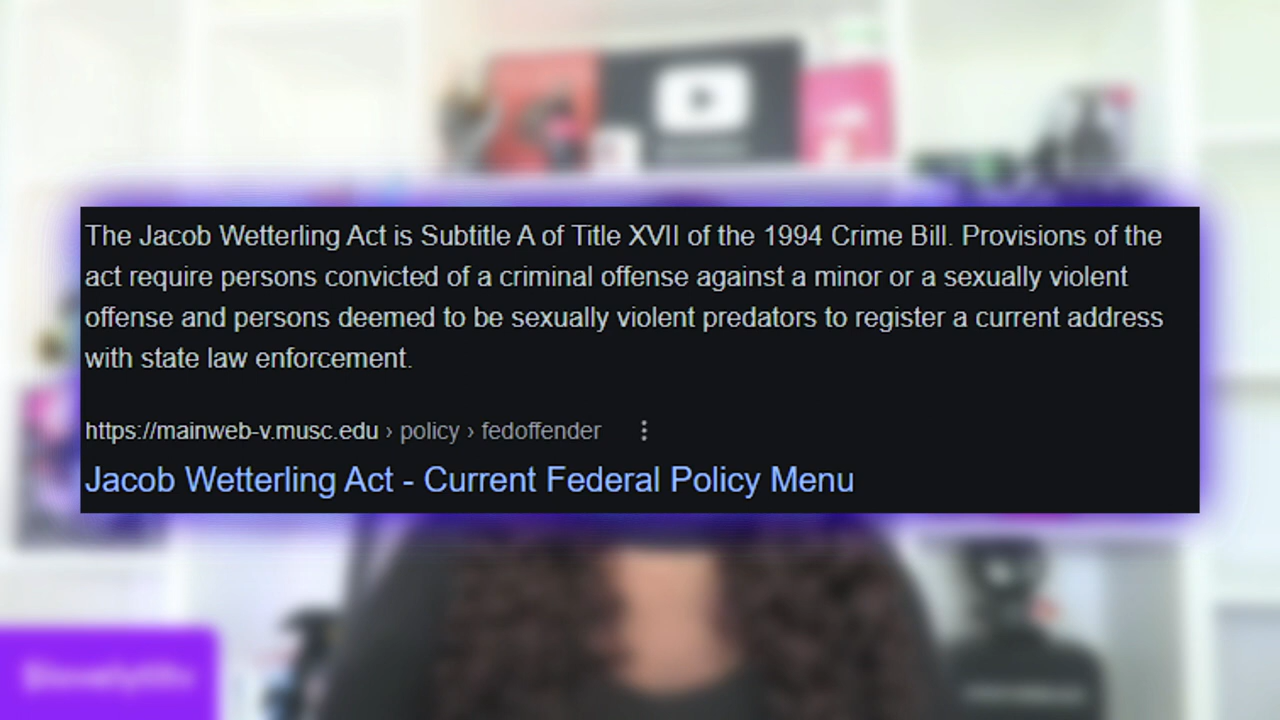 The Jacob Wetterling Act is Subtitle A of Title XVII of the 1994 Crime Bill. Provisions of the
act require persons convicted of a criminal offense against a minor or a sexually violent
offense and persons deemed to be sexually violent predators to register a current address
with state law enforcement.
https://mainweb-v.musc.edu › policy › fedoffender
Jacob Wetterling Act - Current Federal Policy Menu